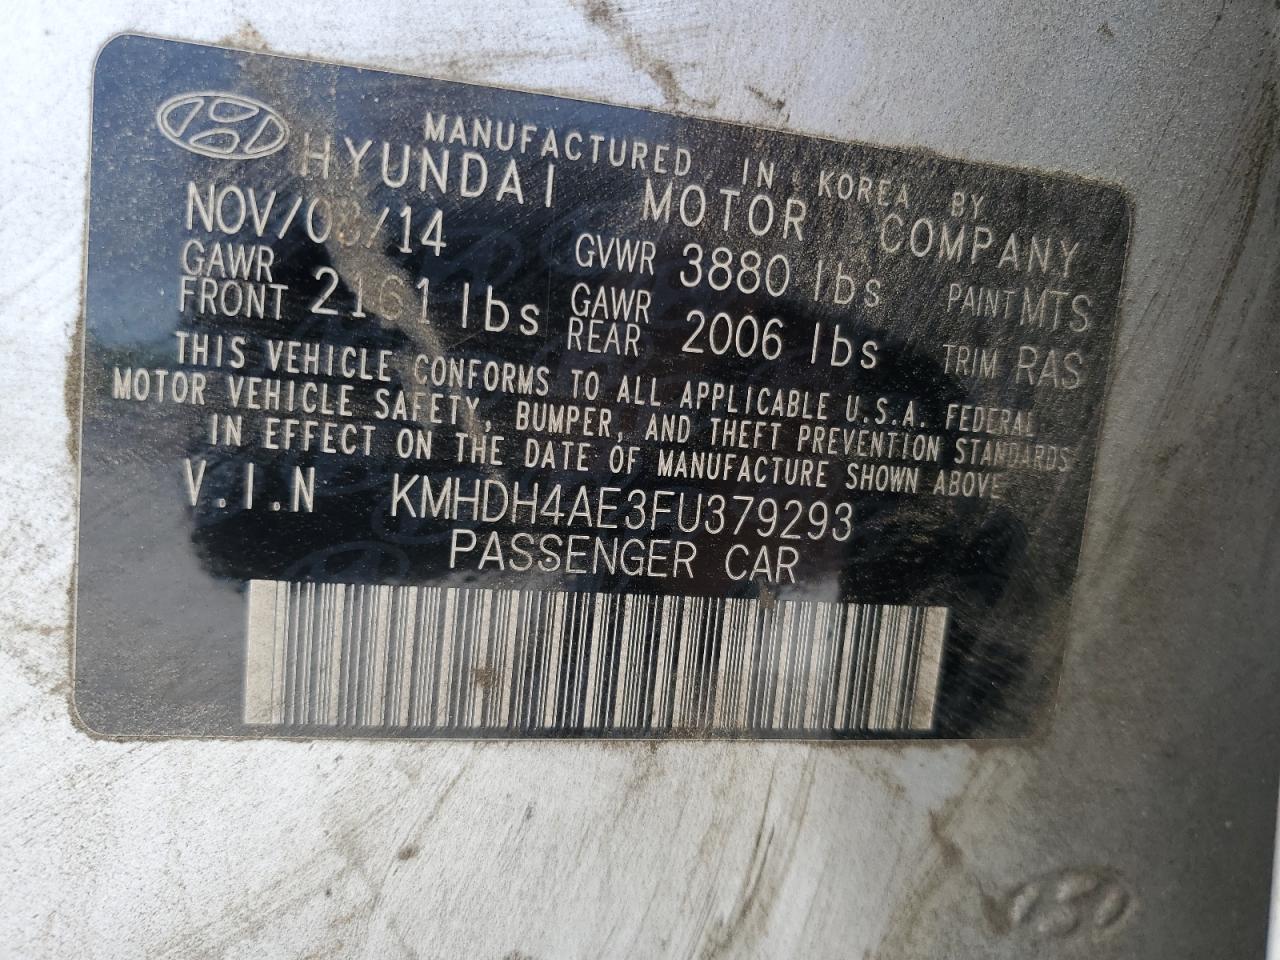 MANUFACTURED IN KOREA BY
HYUNDAI MOTOR COMPANY
NOV/08/14 GVWR 3880 lbs PAINT MTS
GAWR FRONT 2161 lbs GAWR REAR 2006 lbs TRIM RAS
THIS VEHICLE CONFORMS TO ALL APPLICABLE U.S.A. FEDERAL
MOTOR VEHICLE SAFETY, BUMPER, AND THEFT PREVENTION STANDARDS
IN EFFECT ON THE DATE OF MANUFACTURE SHOWN ABOVE
V.I.N KMHDH4AE3FU379293
PASSENGER CAR